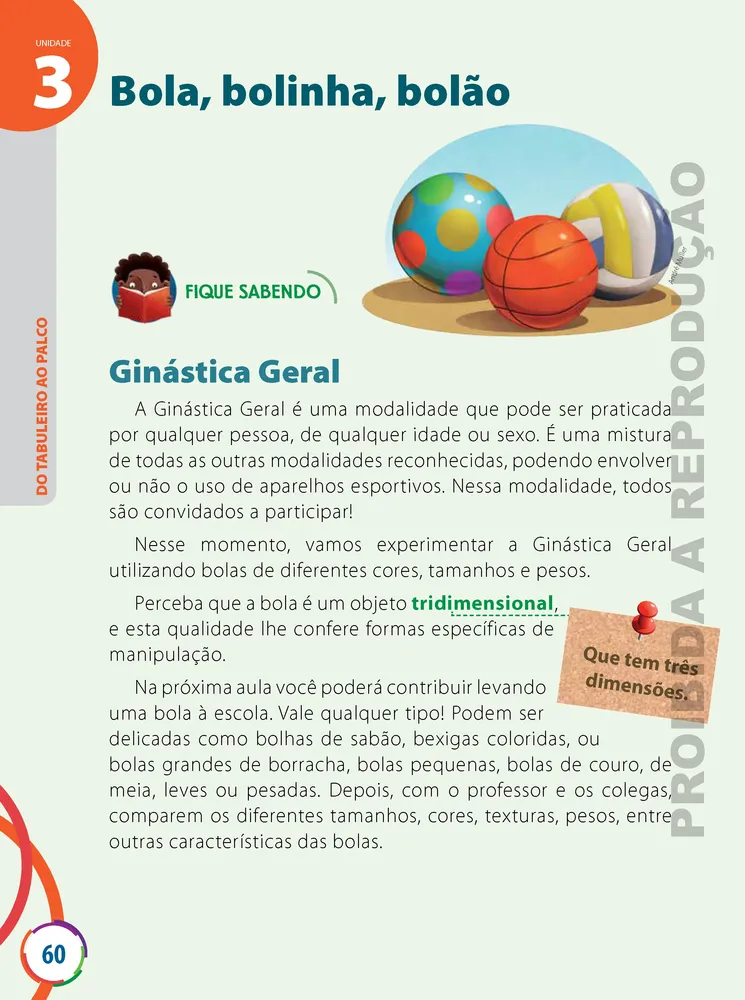 UNIDADE
3
Bola, bolinha, bolão
André Müller
FIQUE SABENDO
DO TABULEIRO AO PALCO
Ginástica Geral
A Ginástica Geral é uma modalidade que pode ser praticada
por qualquer pessoa, de qualquer idade ou sexo. É uma mistura
de todas as outras modalidades reconhecidas, podendo envolver
ou não o uso de aparelhos esportivos. Nessa modalidade, todos
são convidados a participar!
Nesse momento, vamos experimentar a Ginástica Geral
utilizando bolas de diferentes cores, tamanhos e pesos.
Perceba que a bola é um objeto tridimensional,
e esta qualidade lhe confere formas específicas de
manipulação.
Que tem três
dimensões.
Na próxima aula você poderá contribuir levando
uma bola à escola. Vale qualquer tipo! Podem ser
delicadas como bolhas de sabão, bexigas coloridas, ou
bolas grandes de borracha, bolas pequenas, bolas de couro, de
meia, leves ou pesadas. Depois, com o professor e os colegas,
comparem os diferentes tamanhos, cores, texturas, pesos, entre
outras características das bolas.
PROIBIDA A REPRODUÇÃO
60